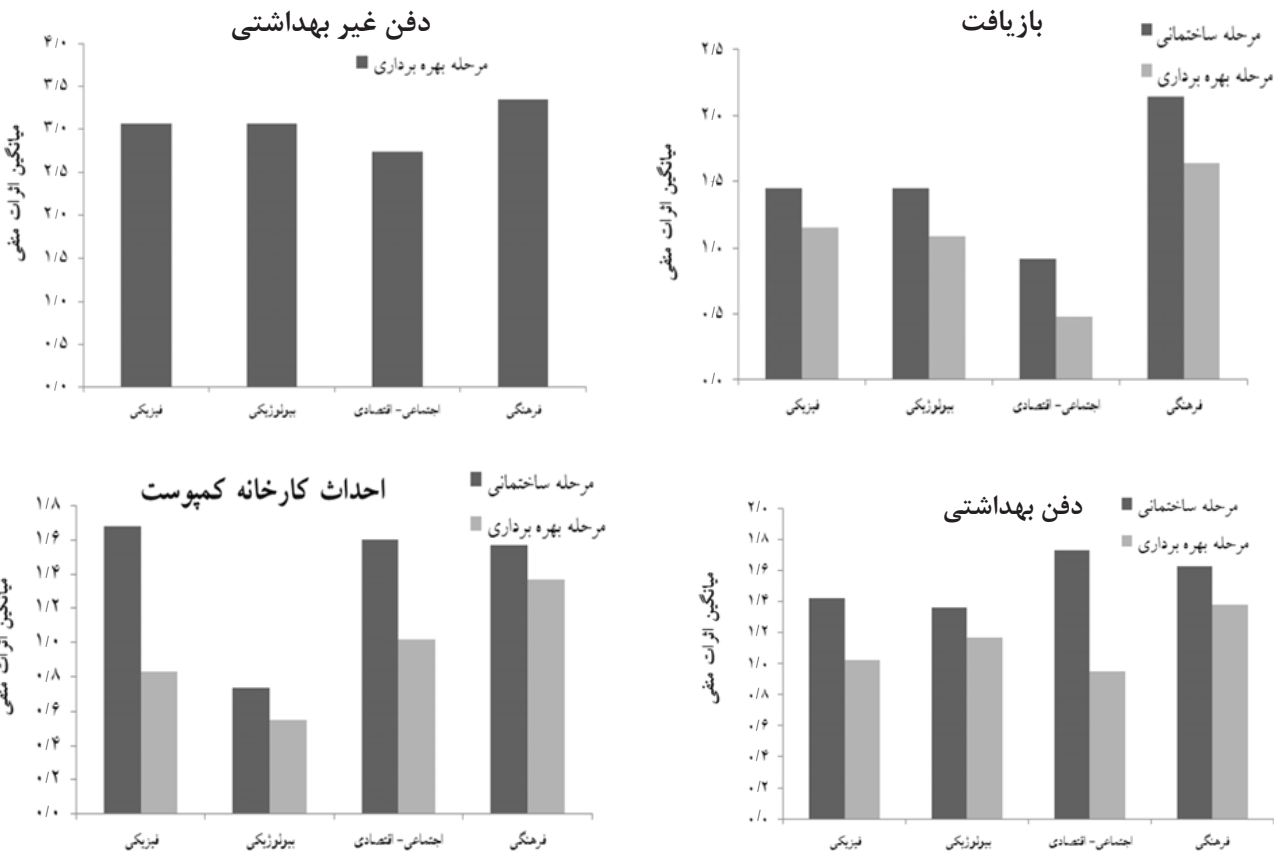 دفن غیر بهداشتی
مرحله بهره برداری
میانگین اثرات منفی
۴/۰
۳/۵
۳/۰
۲/۵
۲/۰
۱/۵
۱/۰
۰/۵
۰/۰
فیزیکی
بیولوژیکی
اجتماعی- اقتصادی
فرهنگی
بازیافت
مرحله ساختمانی
مرحله بهره برداری
میانگین اثرات منفی
۲/۵
۲/۰
۱/۵
۱/۰
۰/۵
۰/۰
فیزیکی
بیولوژیکی
اجتماعی- اقتصادی
فرهنگی
احداث کارخانه کمپوست
مرحله ساختمانی
مرحله بهره برداری
میانگین اثرات منفی
۱/۸
۱/۶
۱/۴
۱/۲
۱/۰
۰/۸
۰/۶
۰/۴
۰/۲
۰/۰
فیزیکی
بیولوژیکی
اجتماعی- اقتصادی
فرهنگی
دفن بهداشتی
مرحله ساختمانی
مرحله بهره برداری
میانگین اثرات منفی
۲/۰
۱/۸
۱/۶
۱/۴
۱/۲
۱/۰
۰/۸
۰/۶
۰/۴
۰/۲
۰/۰
فیزیکی
بیولوژیکی
اجتماعی- اقتصادی
فرهنگی